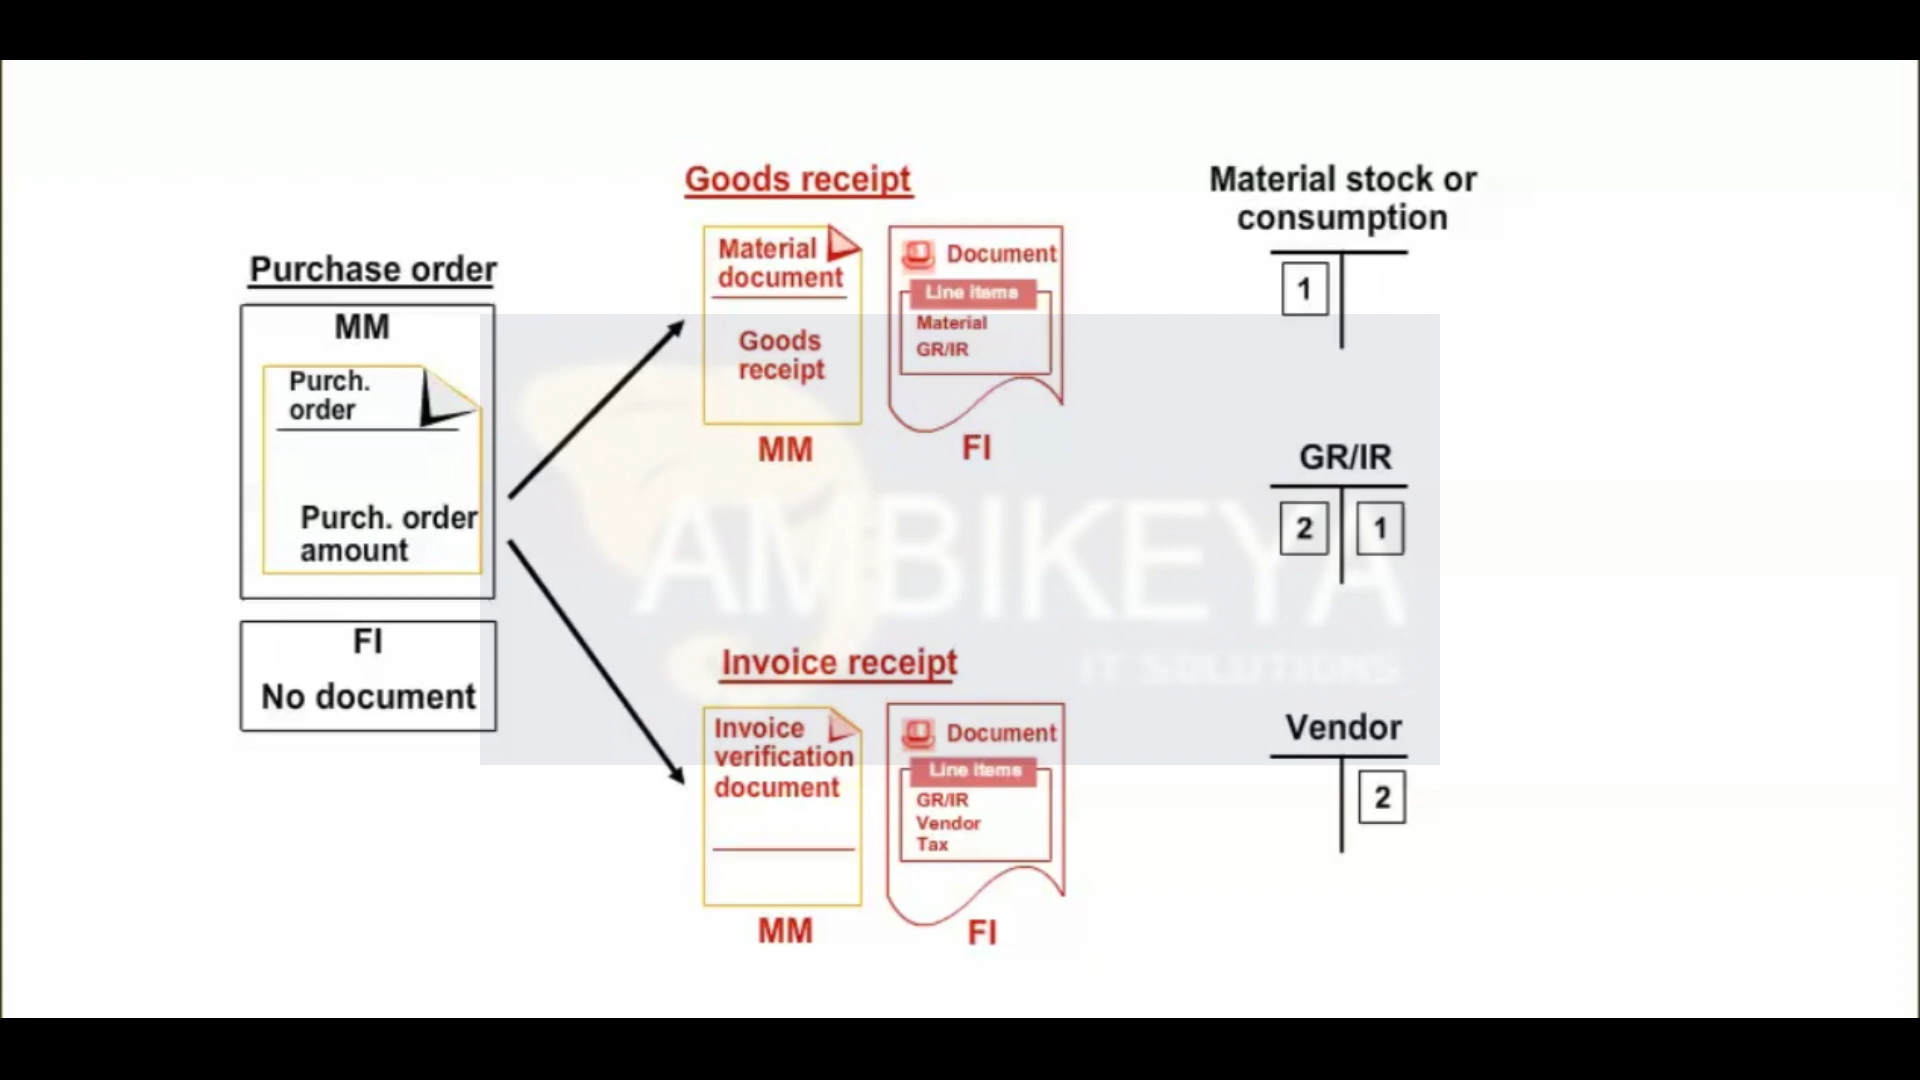 Purchase order
MM
Purch.
order
Purch. order
amount
FI
No document
Goods receipt
Material
document
Goods
receipt
MM
Document
Line items
Material
GR/IR
FI
Invoice receipt
Invoice
verification
document
MM
Document
Line items
GR/IR
Vendor
Tax
FI
Material stock or
consumption
1
GR/IR
2 1
Vendor
2
AMBIKEYA
IT SOLUTIONS